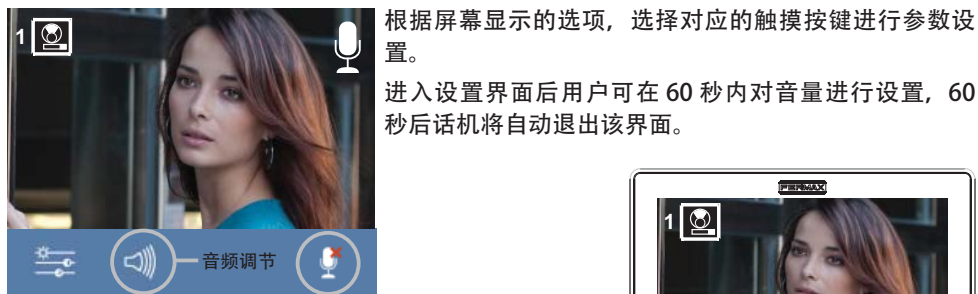 1
音频调节
根据屏幕显示的选项，选择对应的触摸按键进行参数设
置。
进入设置界面后用户可在 60 秒内对音量进行设置，60
秒后话机将自动退出该界面。
FERMAX
1